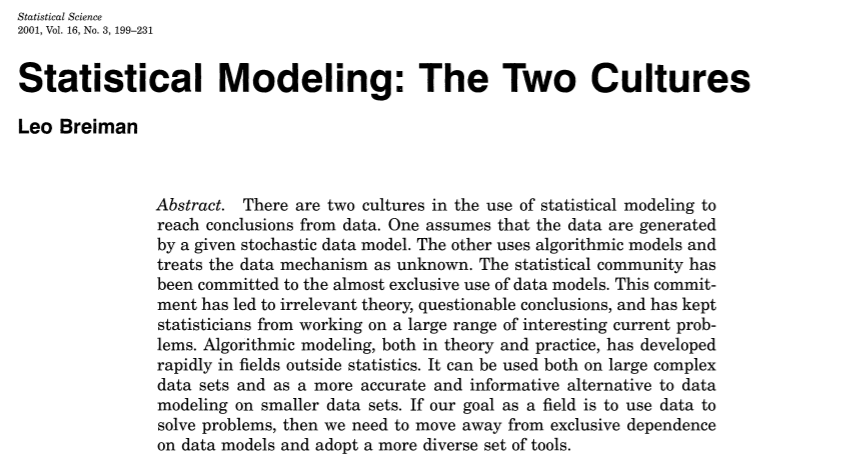 Statistical Science
2001, Vol. 16, No. 3, 199–231
Statistical Modeling: The Two Cultures
Leo Breiman
Abstract. There are two cultures in the use of statistical modeling to
reach conclusions from data. One assumes that the data are generated
by a given stochastic data model. The other uses algorithmic models and
treats the data mechanism as unknown. The statistical community has
been committed to the almost exclusive use of data models. This commit-
ment has led to irrelevant theory, questionable conclusions, and has kept
statisticians from working on a large range of interesting current prob-
lems. Algorithmic modeling, both in theory and practice, has developed
rapidly in fields outside statistics. It can be used both on large complex
data sets and as a more accurate and informative alternative to data
modeling on smaller data sets. If our goal as a field is to use data to
solve problems, then we need to move away from exclusive dependence
on data models and adopt a more diverse set of tools.